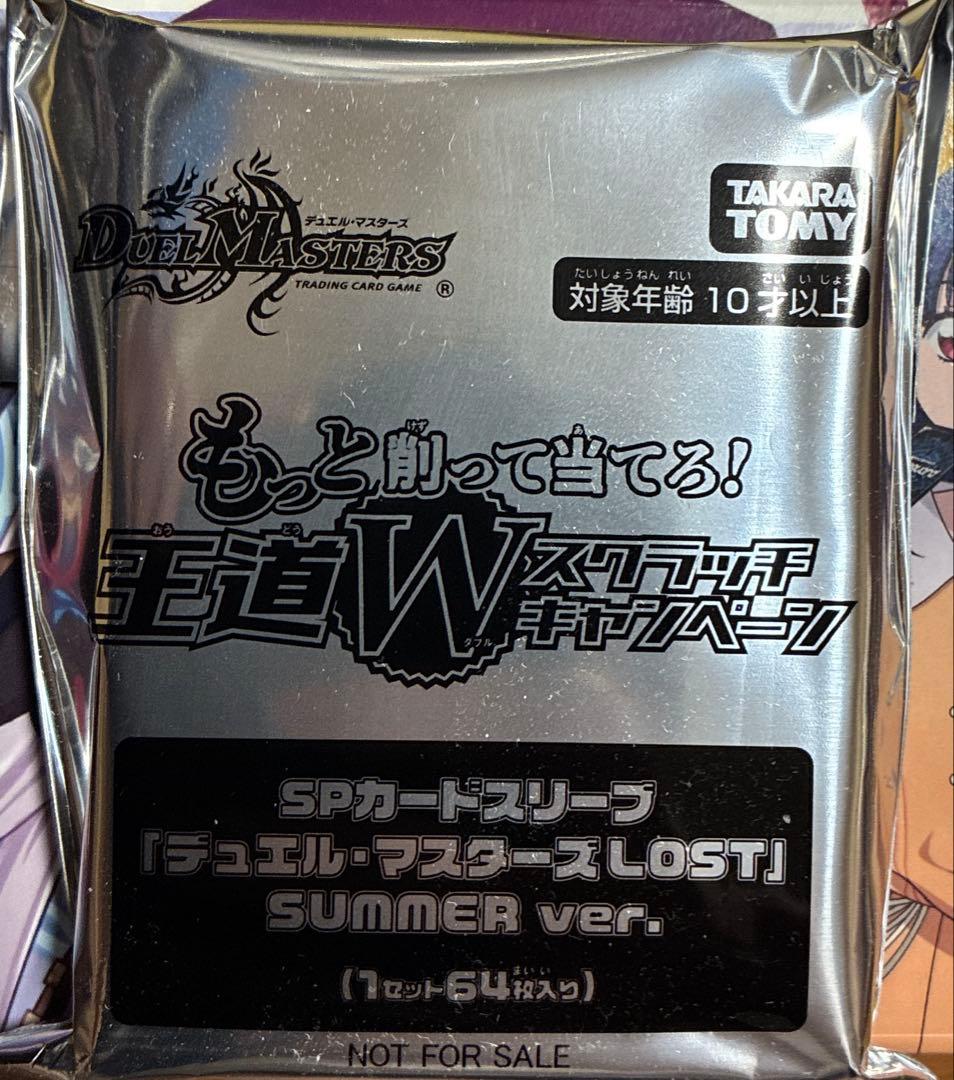 デュエル・マスターズ
DUEL MASTERS
TRADING CARD GAME ®
TAKARA
TOMY
たいしょうねんれい さいいじょう
対象年齢 10才以上
けず あ
もっと削って当てろ!
おう どう
王道W
ダブル
スクラッチ
キャンペーン
SPカードスリーブ
「デュエル・マスターズLOST」
SUMMER ver.
まい い
(1セット64枚入り)
NOT FOR SALE